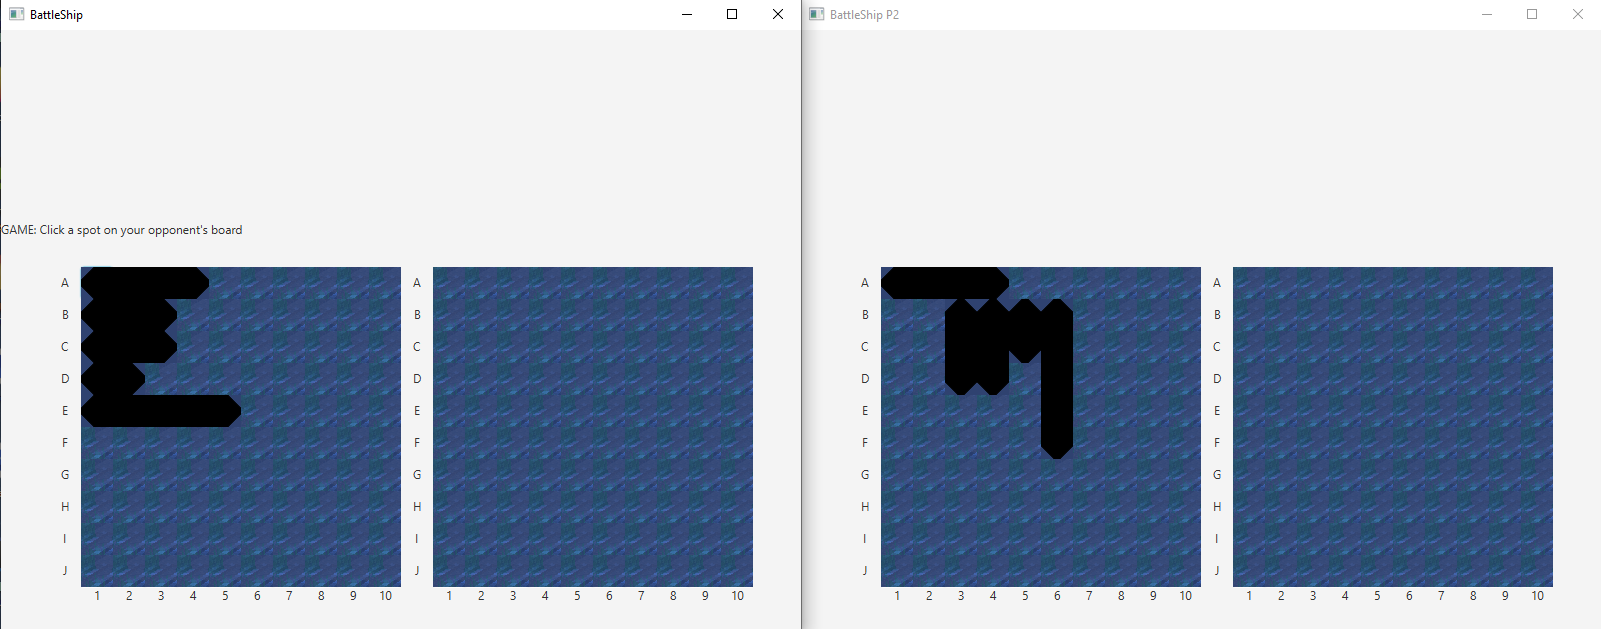 BattleShip
BattleShip P2
GAME: Click a spot on your opponent's board
A A A A
B B B B
C C C C
D D D D
E E E E
F F F F
G G G G
H H H H
I I I I
J J J J
1 2 3 4 5 6 7 8 9 10 1 2 3 4 5 6 7 8 9 10 1 2 3 4 5 6 7 8 9 10 1 2 3 4 5 6 7 8 9 10